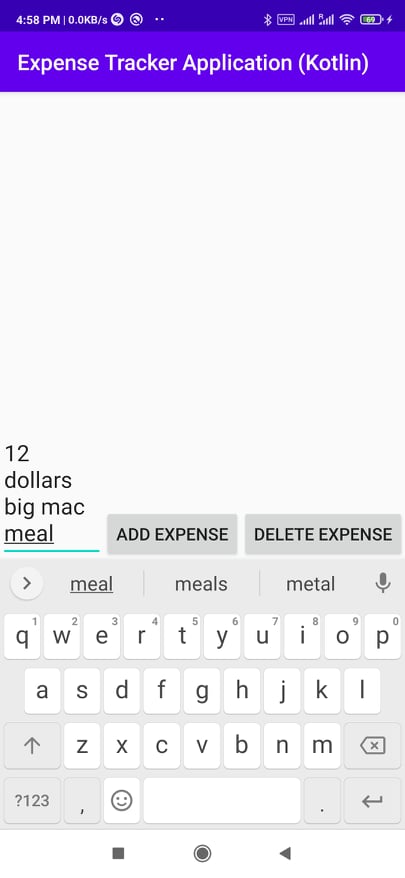 4:58 PM | 0.0KB/s VPN R 69
Expense Tracker Application (Kotlin)
12
dollars
big mac
meal
ADD EXPENSE DELETE EXPENSE
meal meals metal
1 2 3 4 5 6 7 8 9 0
q w e r t y u i o p
a s d f g h j k l
z x c v b n m
?123 , .